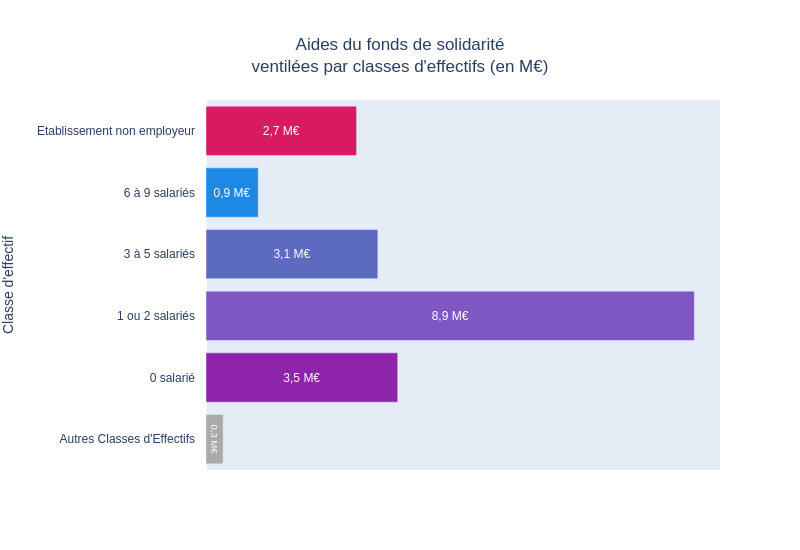 Aides du fonds de solidarité
ventilées par classes d'effectifs (en M€)
Classe d'effectif
Etablissement non employeur
2,7 M€
6 à 9 salariés
0,9 M€
3 à 5 salariés
3,1 M€
1 ou 2 salariés
8,9 M€
0 salarié
3,5 M€
Autres Classes d'Effectifs
0,3 M€